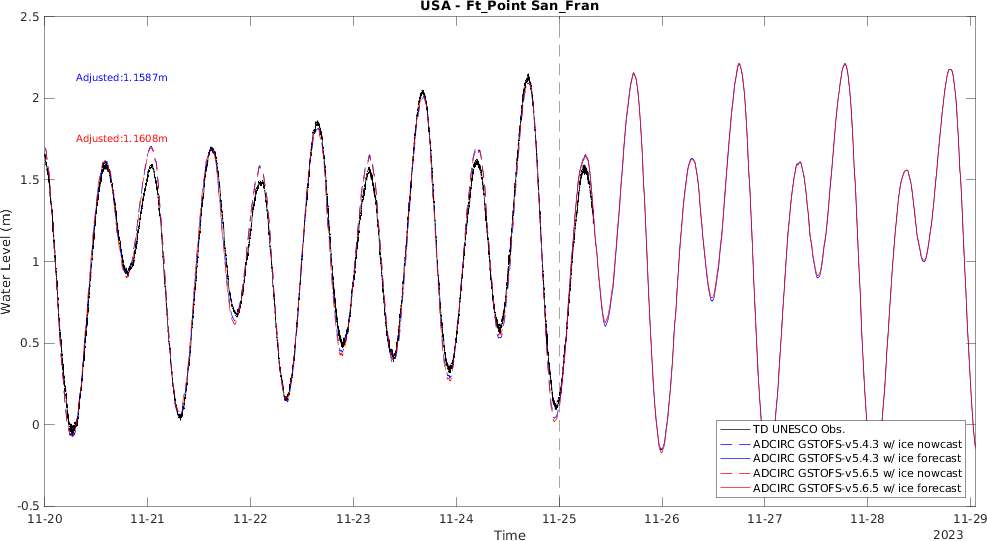 USA - Ft_Point San_Fran
2.5
Adjusted:1.1587m
2
Adjusted:1.1608m
1.5
Water Level (m)
1
0.5
0
TD UNESCO Obs.
ADCIRC GSTOFS-v5.4.3 w/ ice nowcast
ADCIRC GSTOFS-v5.4.3 w/ ice forecast
ADCIRC GSTOFS-v5.6.5 w/ ice nowcast
ADCIRC GSTOFS-v5.6.5 w/ ice forecast
-0.5
11-20 11-21 11-22 11-23 11-24 11-25 11-26 11-27 11-28 11-29
Time
2023